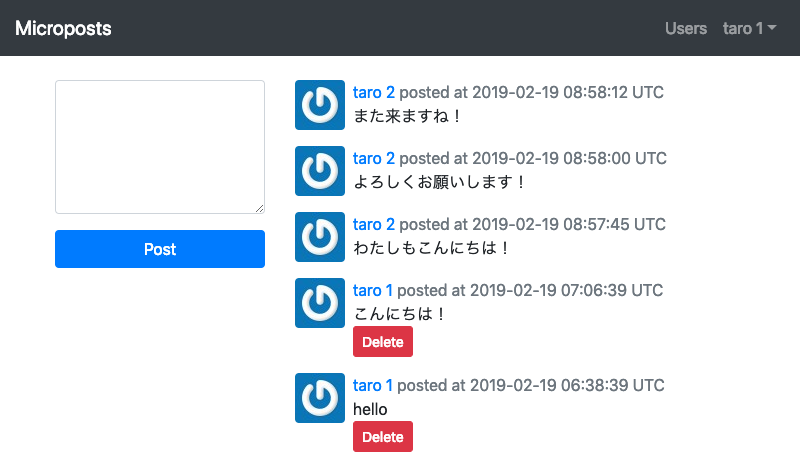 Microposts
Users
taro 1
Post
taro 2 posted at 2019-02-19 08:58:12 UTC
また来ますね！
taro 2 posted at 2019-02-19 08:58:00 UTC
よろしくお願いします！
taro 2 posted at 2019-02-19 08:57:45 UTC
わたしもこんにちは！
taro 1 posted at 2019-02-19 07:06:39 UTC
こんにちは！
Delete
taro 1 posted at 2019-02-19 06:38:39 UTC
hello
Delete